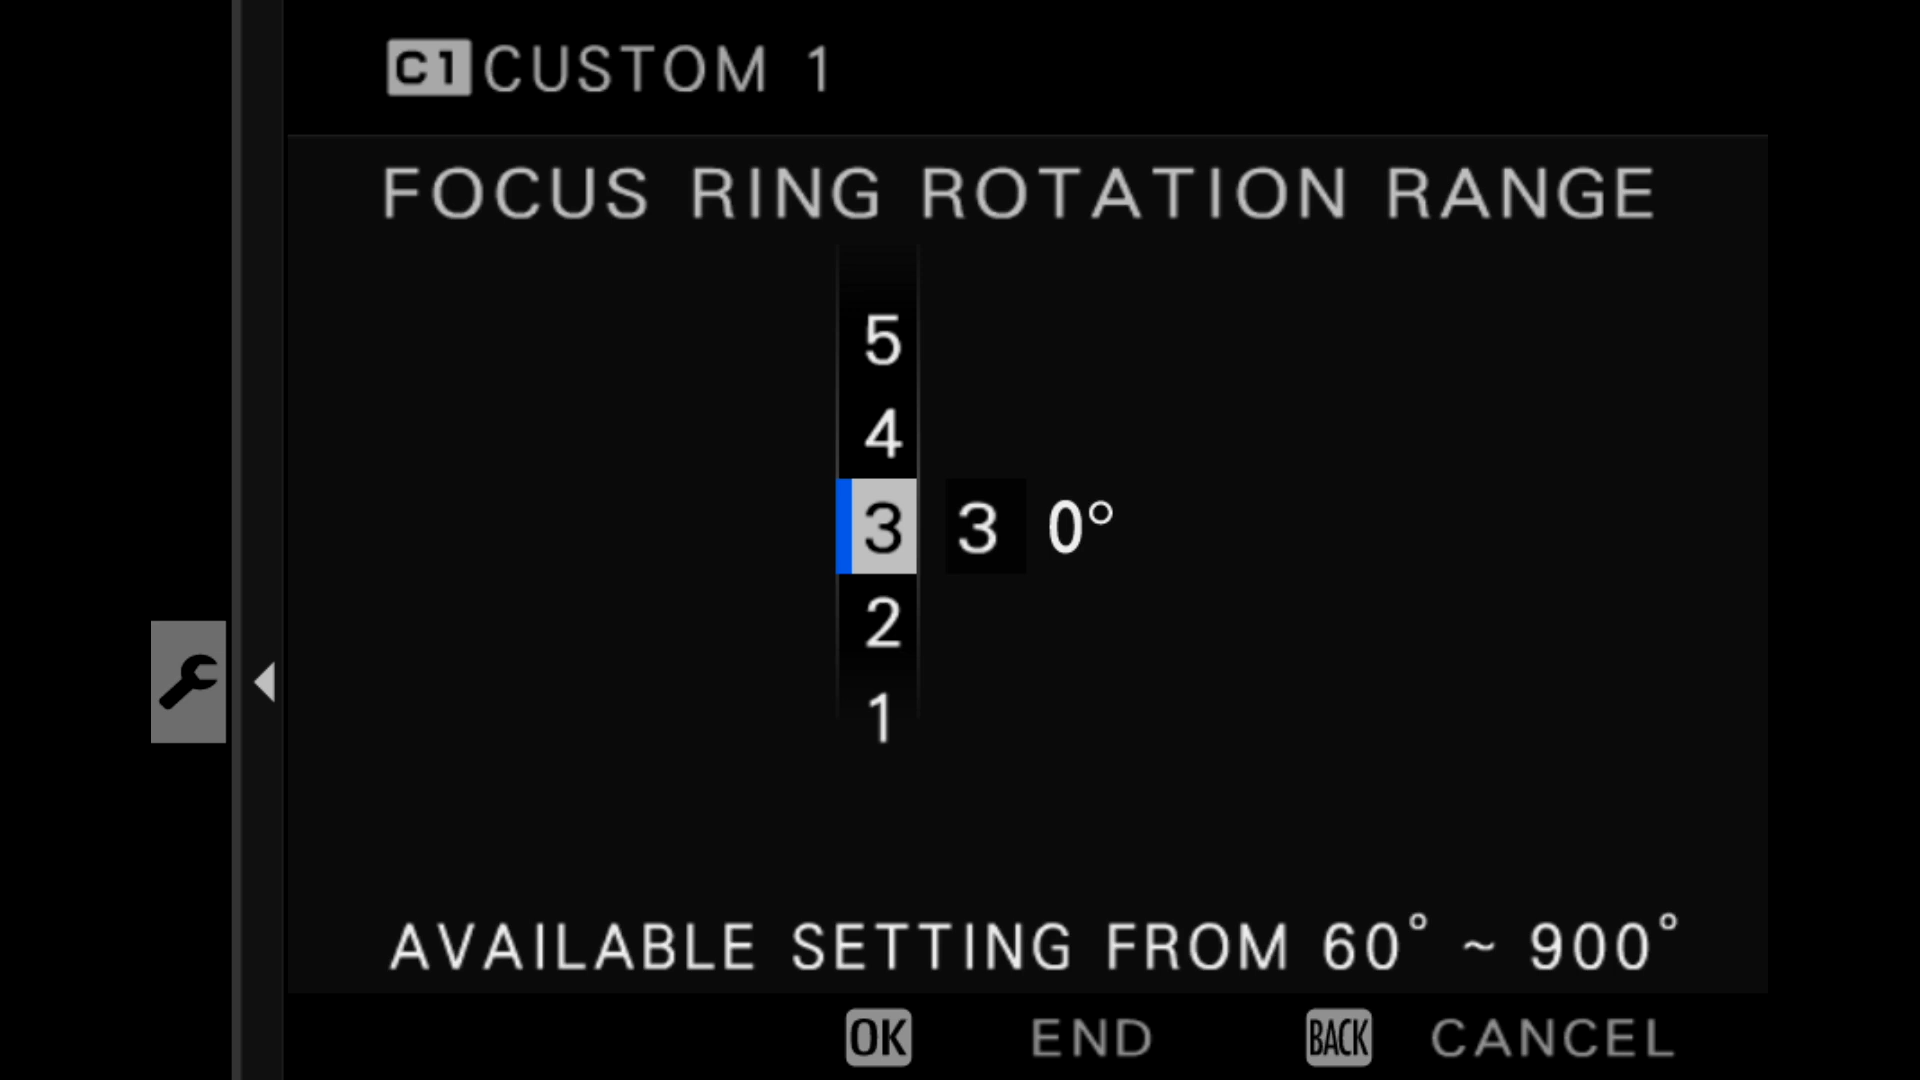 C1 CUSTOM 1
FOCUS RING ROTATION RANGE
5
4
3 3 0°
2
1
AVAILABLE SETTING FROM 60° ~ 900°
OK END BACK CANCEL